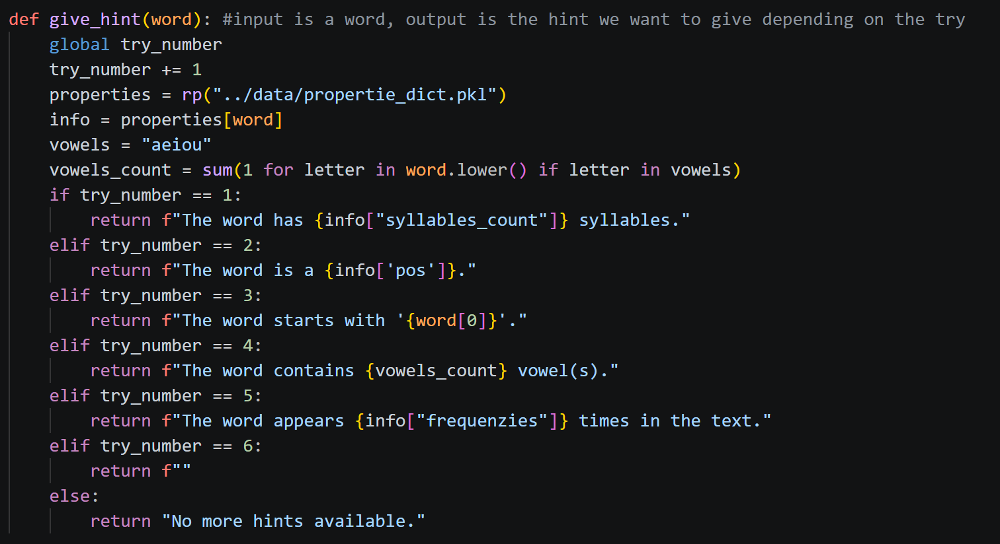 def give_hint(word): #input is a word, output is the hint we want to give depending on the try
    global try_number
    try_number += 1
    properties = rp("../data/propertie_dict.pkl")
    info = properties[word]
    vowels = "aeiou"
    vowels_count = sum(1 for letter in word.lower() if letter in vowels)
    if try_number == 1:
        return f"The word has {info["syllables_count"]} syllables."
    elif try_number == 2:
        return f"The word is a {info['pos']}."
    elif try_number == 3:
        return f"The word starts with '{word[0]}'."
    elif try_number == 4:
        return f"The word contains {vowels_count} vowel(s)."
    elif try_number == 5:
        return f"The word appears {info["frequenzies"]} times in the text."
    elif try_number == 6:
        return f""
    else:
        return "No more hints available."